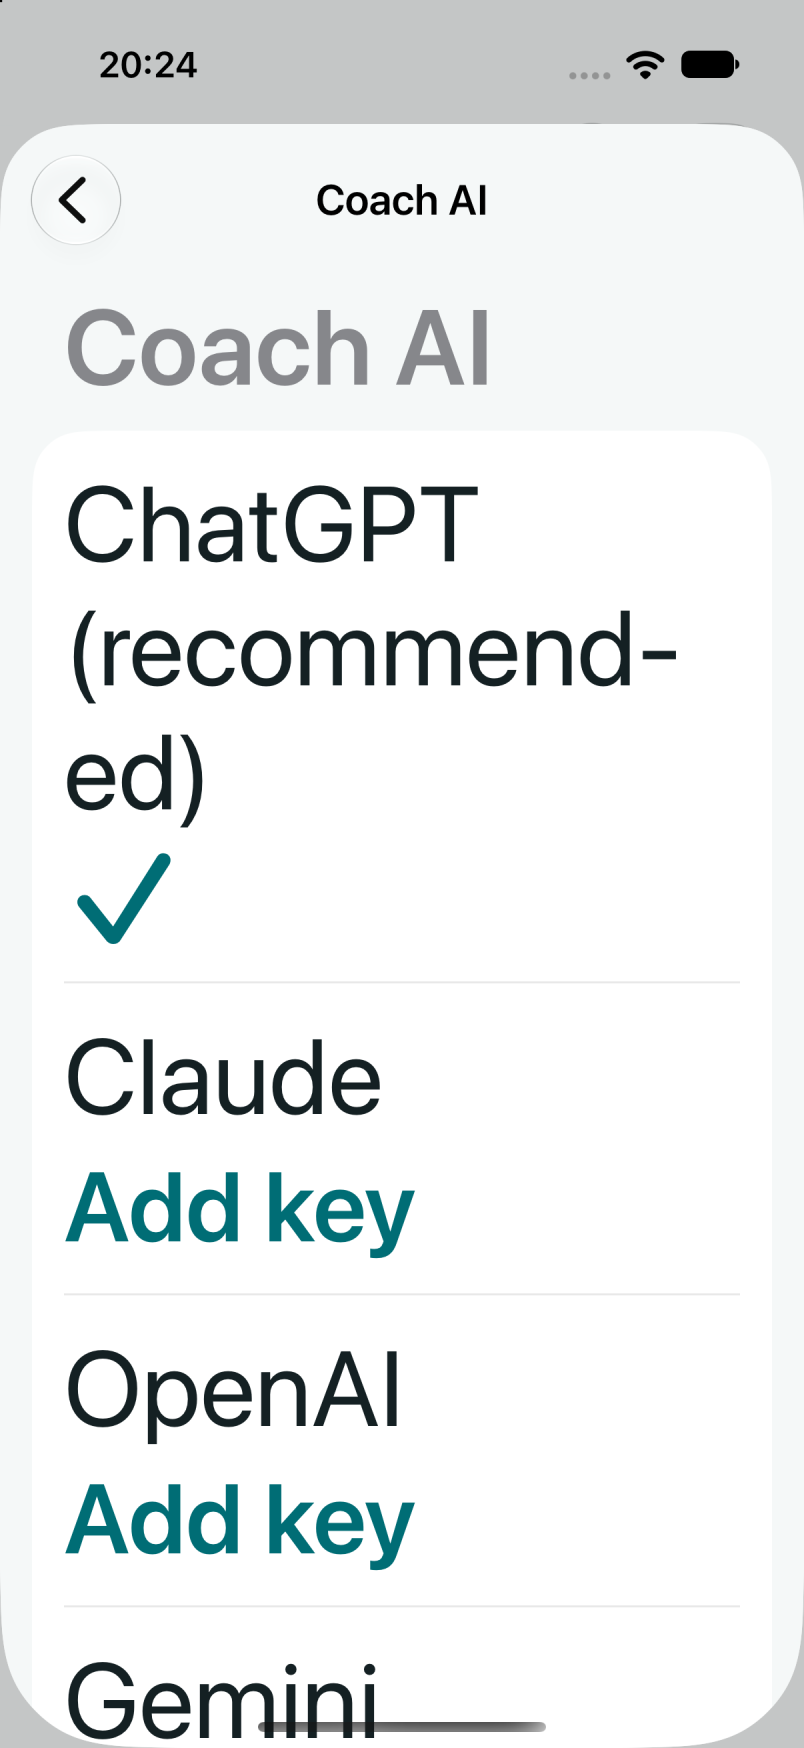 20:24
Coach AI
Coach AI
ChatGPT
(recommend-
ed)
Claude
Add key
OpenAI
Add key
Gemini